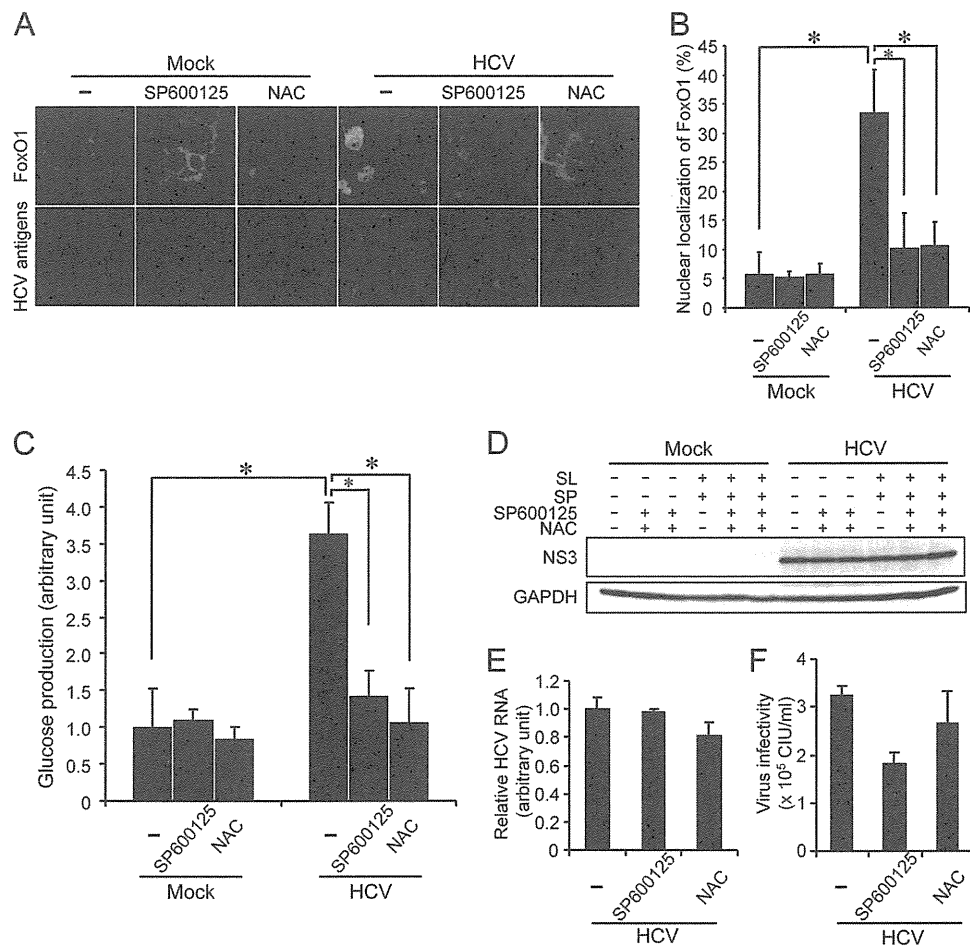 A
Mock HCV
– SP600125 NAC – SP600125 NAC
FoxO1
HCV antigens
B
Nuclear localization of FoxO1 (%)
45
40
35
30
25
20
15
10
5
0
* * *
– SP600125 NAC – SP600125 NAC
Mock HCV
C
Glucose production (arbitrary unit)
4.5
4.0
3.5
3.0
2.5
2.0
1.5
1.0
0.5
0
* * *
– SP600125 NAC – SP600125 NAC
Mock HCV
D
Mock HCV
SL – – – + + + – – – + + +
SP – – – + + + – – – + + +
SP600125 – + + – + + – + + – + +
NAC – + + – + + – + + – + +
NS3
GAPDH
E
Relative HCV RNA
(arbitrary unit)
1.2
1.0
0.8
0.6
0.4
0.2
0
– SP600125 NAC
HCV
F
Virus infectivity
(x 10⁵ CIU/ml)
4
3
2
1
0
– SP600125 NAC
HCV